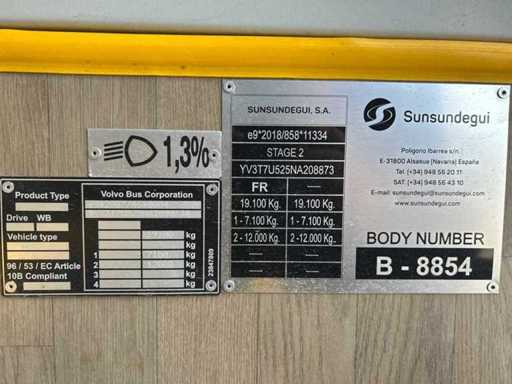 1,3%
Product Type
Volvo Bus Corporation
Drive WB
Vehicle type
kg
kg
1 kg
2 kg
3 kg
4 kg
96 / 53 / EC Article
10B Compliant
23947909
SUNSUNDEGUI, S.A.
e9*2018/858*11334
STAGE 2
YV3T7U525NA208873
FR
19.100 Kg. 19.100 Kg.
1 - 7.100 Kg. 1 - 7.100 Kg.
2 - 12.000 Kg. 2 - 12.000 Kg.
Sunsundegui
Poligono Ibarrea s/n.
E-31800 Alsasua (Navarra) España
Tel. (+34) 948 56 20 11
SAT. (+34) 948 56 43 10
E-mail: sunsundegui@sunsundegui.com
www.sunsundegui.com
BODY NUMBER
B - 8854